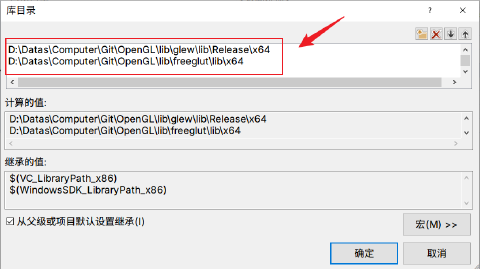 库目录
D:\Datas\Computer\Git\OpenGL\lib\glew\lib\Release\x64
D:\Datas\Computer\Git\OpenGL\lib\freeglut\lib\x64
计算的值:
D:\Datas\Computer\Git\OpenGL\lib\glew\lib\Release\x64
D:\Datas\Computer\Git\OpenGL\lib\freeglut\lib\x64
继承的值:
$(VC_LibraryPath_x86)
$(WindowsSDK_LibraryPath_x86)
从父级或项目默认设置继承(I)
宏(M) >>
确定
取消